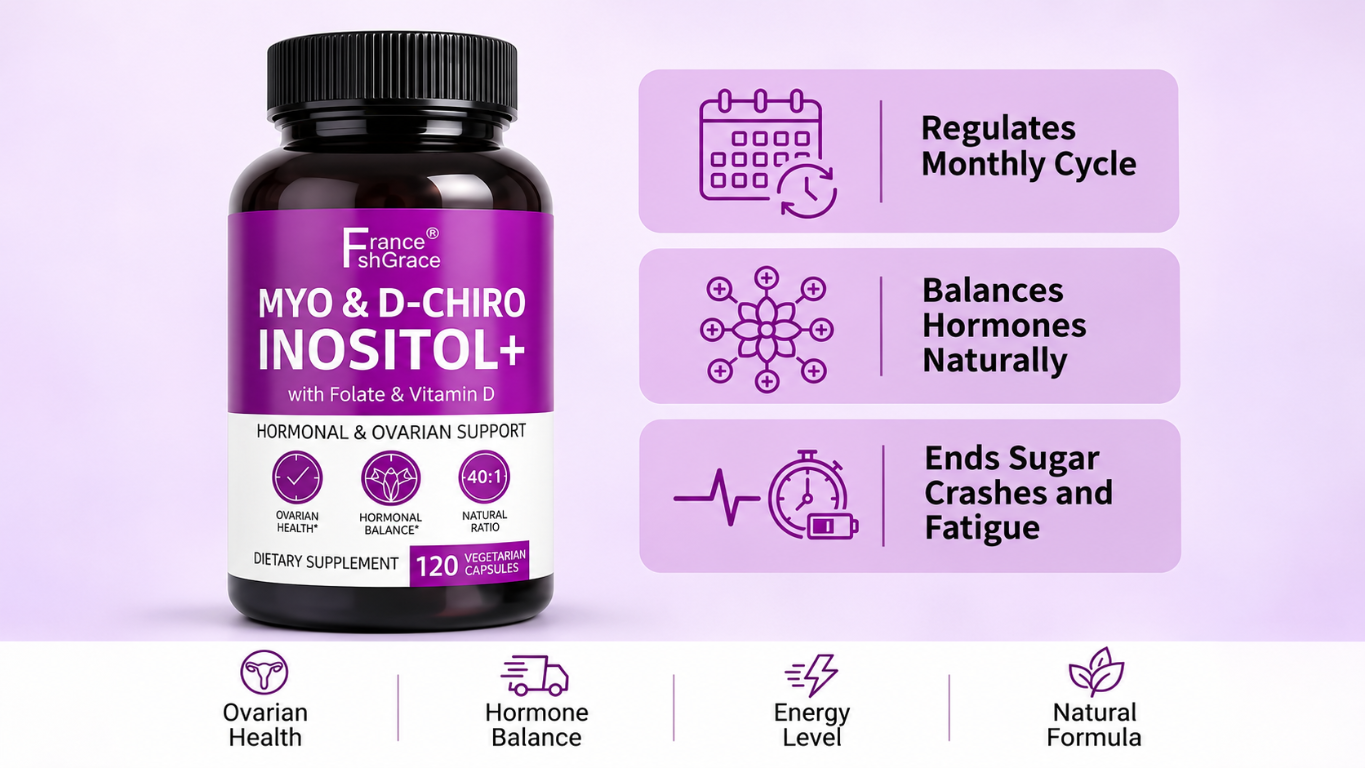 France®
shGrace
MYO & D-CHIRO
INOSITOL+
with Folate & Vitamin D
HORMONAL & OVARIAN SUPPORT
40:1
OVARIAN
HEALTH*
HORMONAL
BALANCE*
NATURAL
RATIO
DIETARY SUPPLEMENT
120 VEGETARIAN
CAPSULES
Regulates
Monthly Cycle
Balances
Hormones
Naturally
Ends Sugar
Crashes and
Fatigue
Ovarian
Health
Hormone
Balance
Energy
Level
Natural
Formula